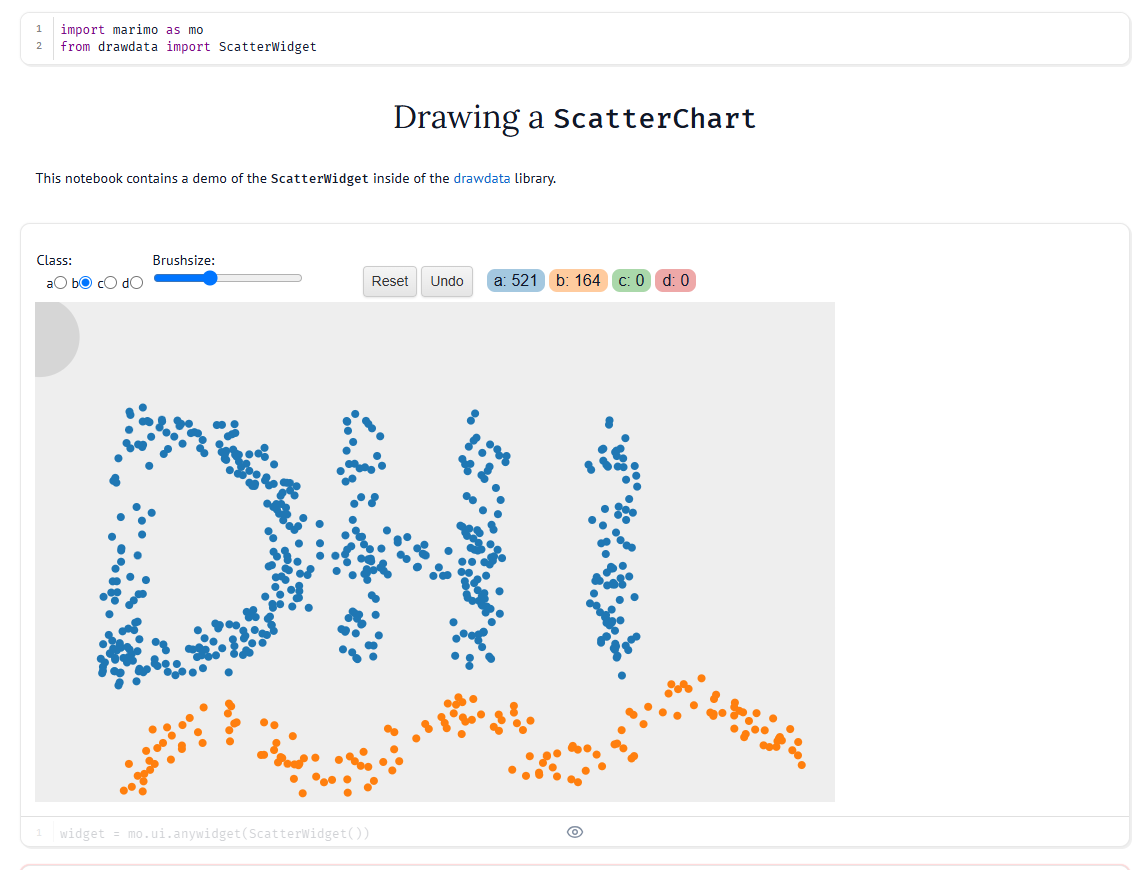 1 import marimo as mo
2 from drawdata import ScatterWidget
Drawing a ScatterChart
This notebook contains a demo of the ScatterWidget inside of the drawdata library.
Class: Brushsize:
a b c d Reset Undo a: 521 b: 164 c: 0 d: 0
DHI
1 widget = mo.ui.anywidget(ScatterWidget())